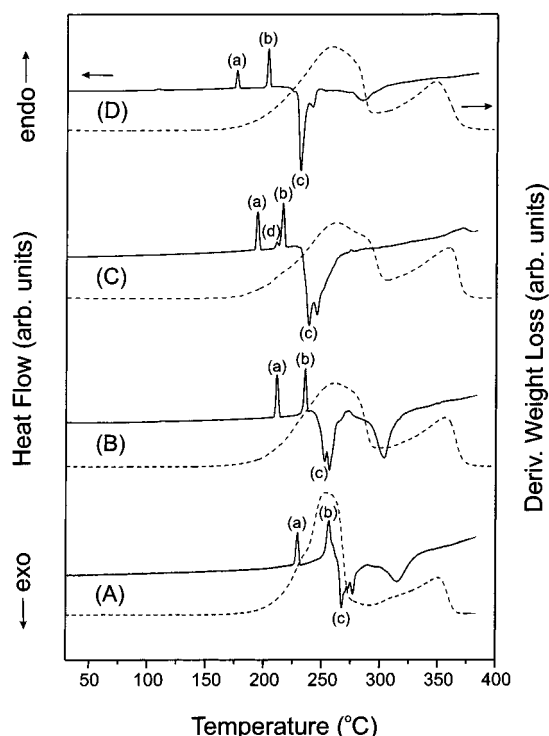 endo →
Heat Flow (arb. units)
← exo
(a)
(b)
(D)
(c)
(a)
(d)
(b)
(C)
(c)
(a)
(b)
(B)
(c)
(a)
(b)
(A)
(c)
Deriv. Weight Loss (arb. units)
50 100 150 200 250 300 350 400
Temperature (°C)